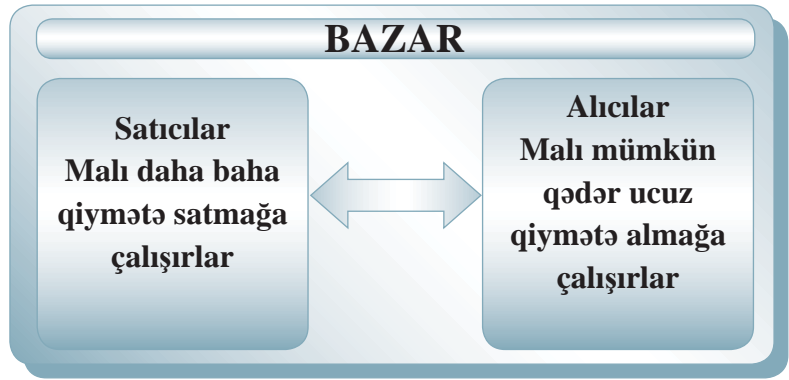 BAZAR
Satıcılar
Malı daha baha
qiymətə satmağa
çalışırlar
Alıcılar
Malı mümkün
qədər ucuz
qiymətə almağa
çalışırlar